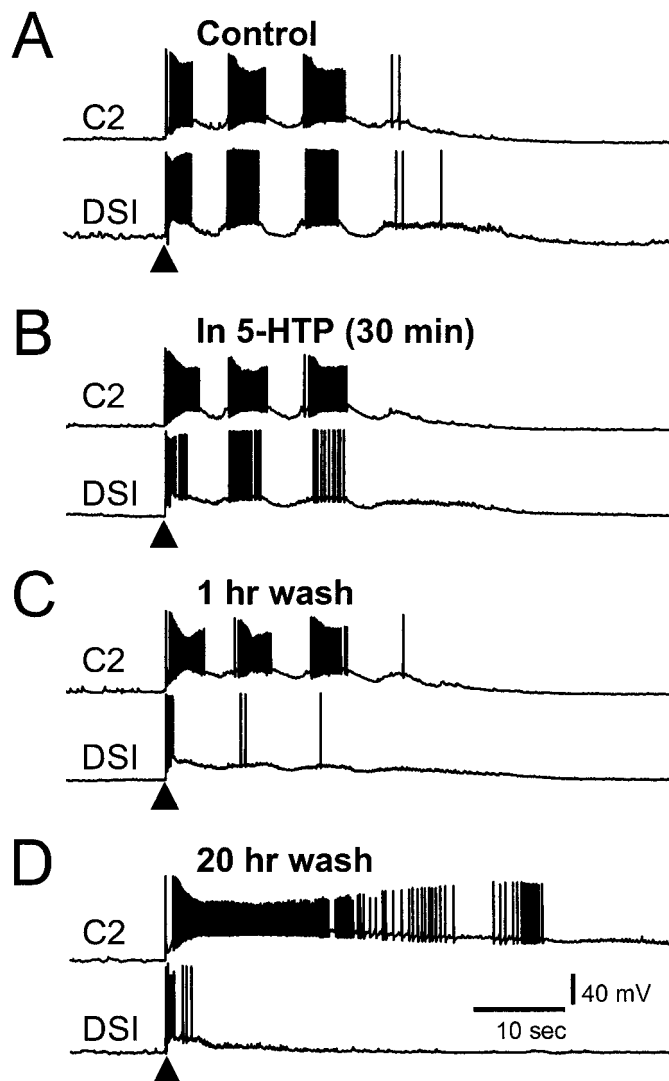 A
Control
C2
DSI
B
In 5-HTP (30 min)
C2
DSI
C
1 hr wash
C2
DSI
D
20 hr wash
C2
DSI
40 mV
10 sec